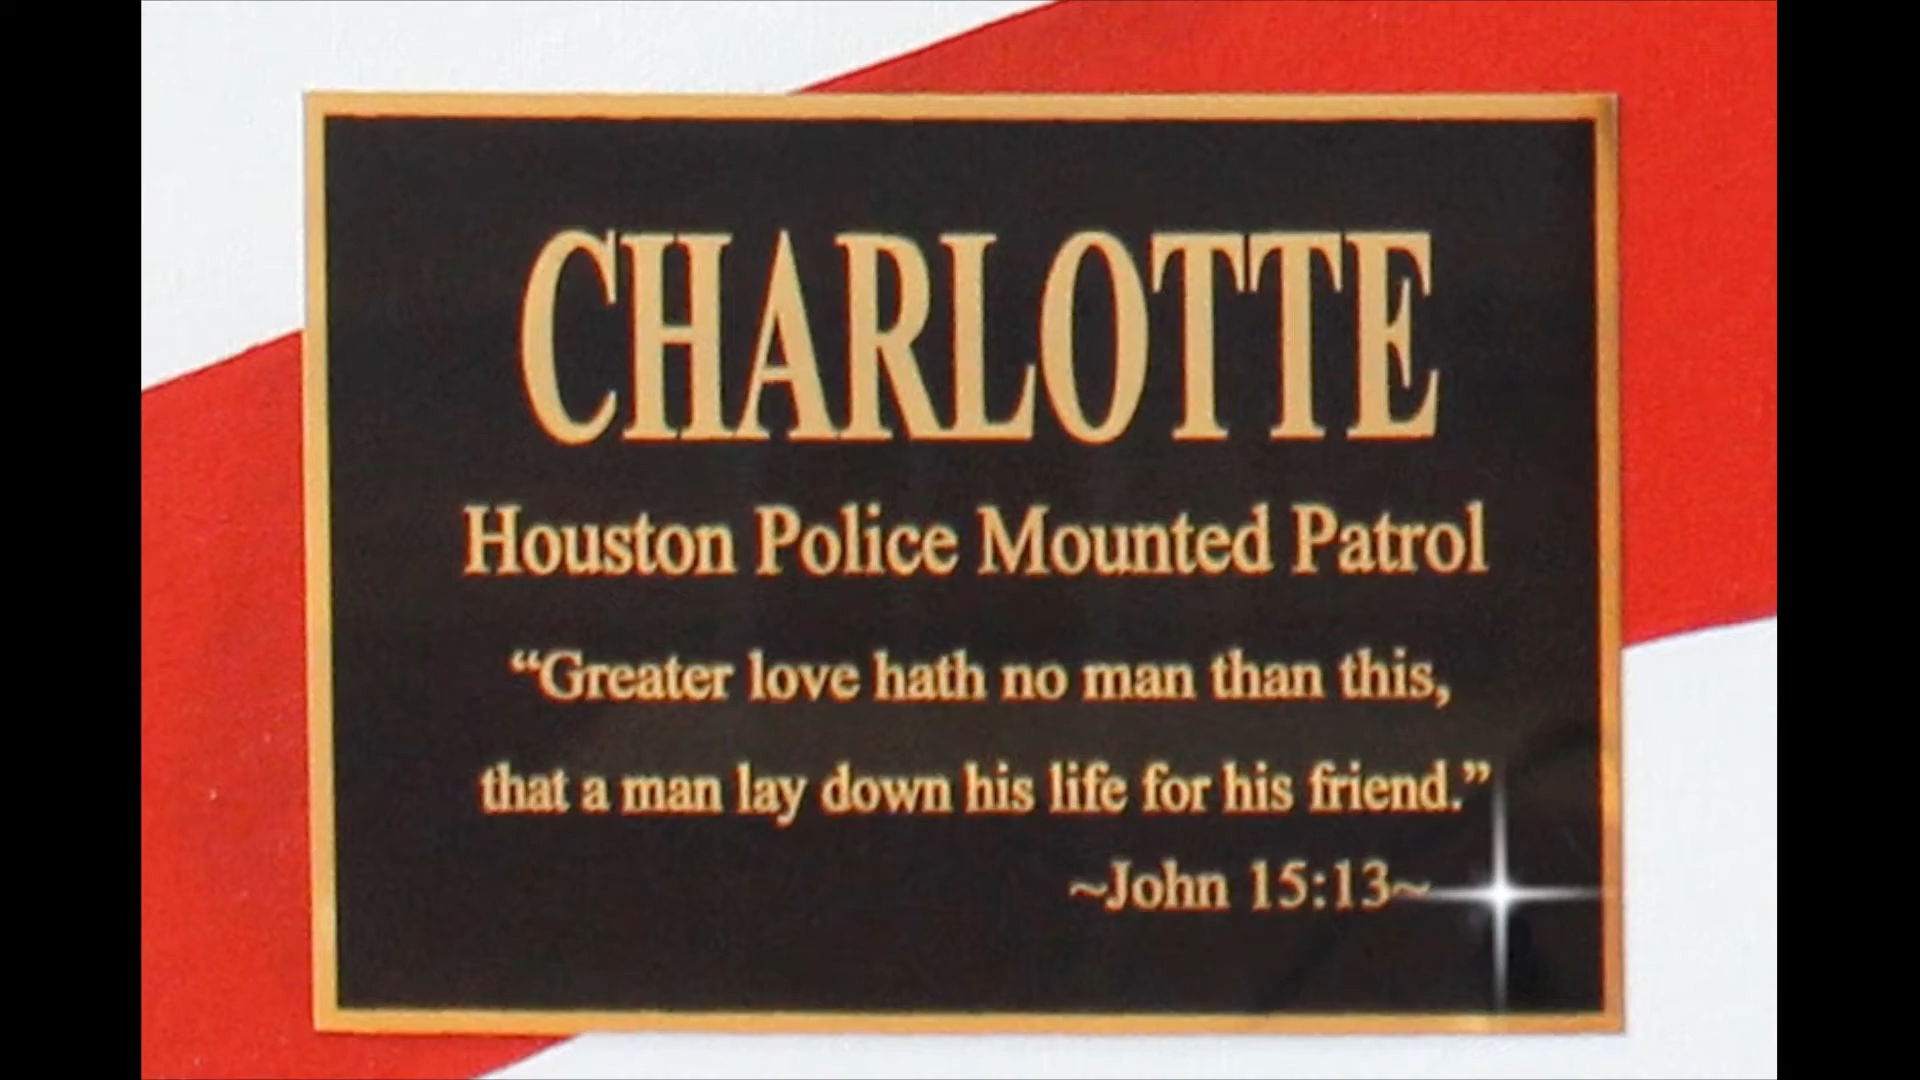 CHARLOTTE
Houston Police Mounted Patrol
“Greater love hath no man than this,
that a man lay down his life for his friend.”
~John 15:13~